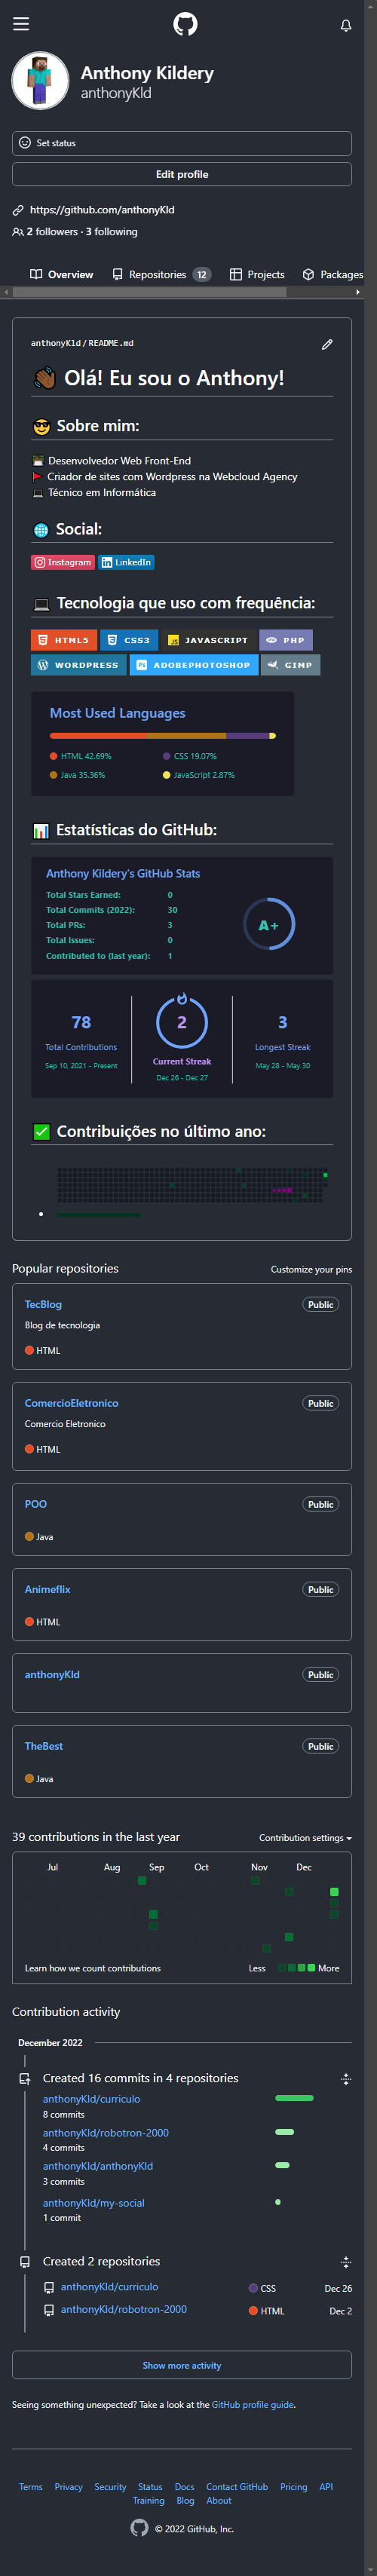 Anthony Kildery
anthonyKld
Set status
Edit profile
https://github.com/anthonyKld
2 followers · 3 following
Overview Repositories 12 Projects Packages
anthonyKld/README.md
Olá! Eu sou o Anthony!
Sobre mim:
Desenvolvedor Web Front-End
Criador de sites com Wordpress na Webcloud Agency
Técnico em Informática
Social:
Instagram LinkedIn
Tecnologia que uso com frequência:
HTML5 CSS3 JAVASCRIPT PHP
WORDPRESS ADOBEPHOTOSHOP GIMP
Most Used Languages
HTML 42.69% CSS 19.07%
Java 35.36% JavaScript 2.87%
Estatísticas do GitHub:
Anthony Kildery's GitHub Stats
Total Stars Earned: 0
Total Commits (2022): 30
Total PRs: 3
Total Issues: 0
Contributed to (last year): 1
A+
78 2 3
Total Contributions Current Streak Longest Streak
Sep 10, 2021 - Present Dec 26 - Dec 27 May 28 - May 30
Contribuições no último ano:
Popular repositories Customize your pins
TecBlog Public
Blog de tecnologia
HTML
ComercioEletronico Public
Comercio Eletronico
HTML
POO Public
Java
Animeflix Public
HTML
anthonyKld Public
TheBest Public
Java
39 contributions in the last year Contribution settings
Jul Aug Sep Oct Nov Dec
Learn how we count contributions Less More
Contribution activity
December 2022
Created 16 commits in 4 repositories
anthonyKld/curriculo
8 commits
anthonyKld/robotron-2000
4 commits
anthonyKld/anthonyKld
3 commits
anthonyKld/my-social
1 commit
Created 2 repositories
anthonyKld/curriculo CSS Dec 26
anthonyKld/robotron-2000 HTML Dec 2
Show more activity
Seeing something unexpected? Take a look at the GitHub profile guide.
Terms Privacy Security Status Docs Contact GitHub Pricing API
Training Blog About
© 2022 GitHub, Inc.